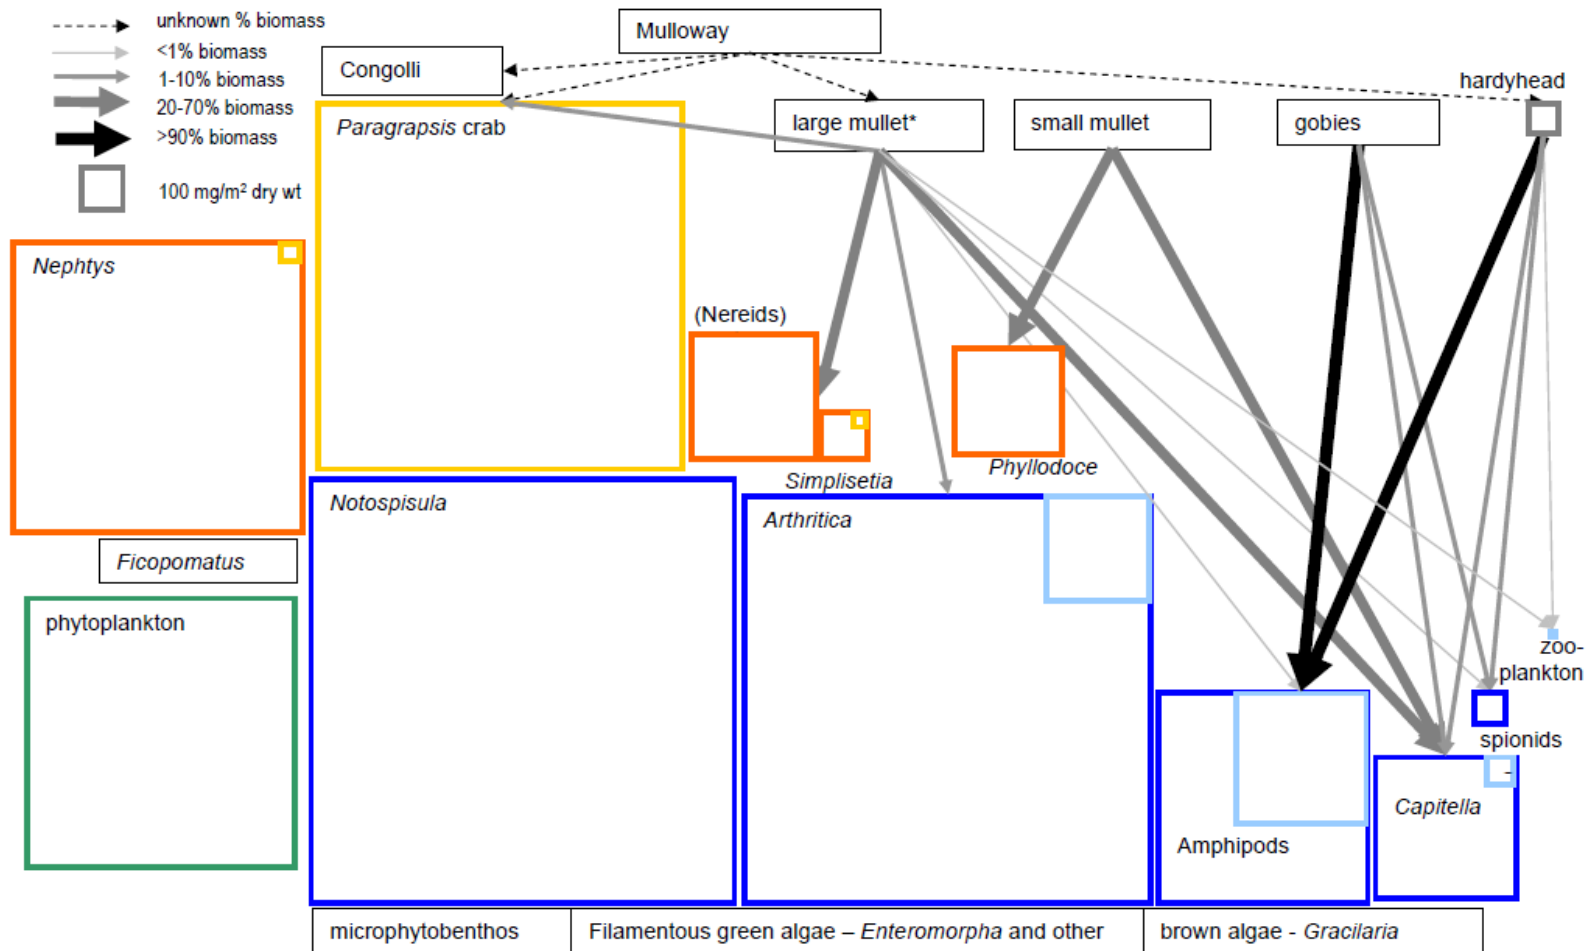 unknown % biomass
<1% biomass
1-10% biomass
20-70% biomass
>90% biomass
100 mg/m² dry wt
Mulloway
Congolli
hardyhead
Paragrapsis crab
large mullet*
small mullet
gobies
Nephtys
(Nereids)
Simplisetia
Phyllodoce
Notospisula
Arthritica
Ficopomatus
phytoplankton
zoo-
plankton
spionids
Capitella
Amphipods
microphytobenthos
Filamentous green algae – Enteromorpha and other
brown algae - Gracilaria